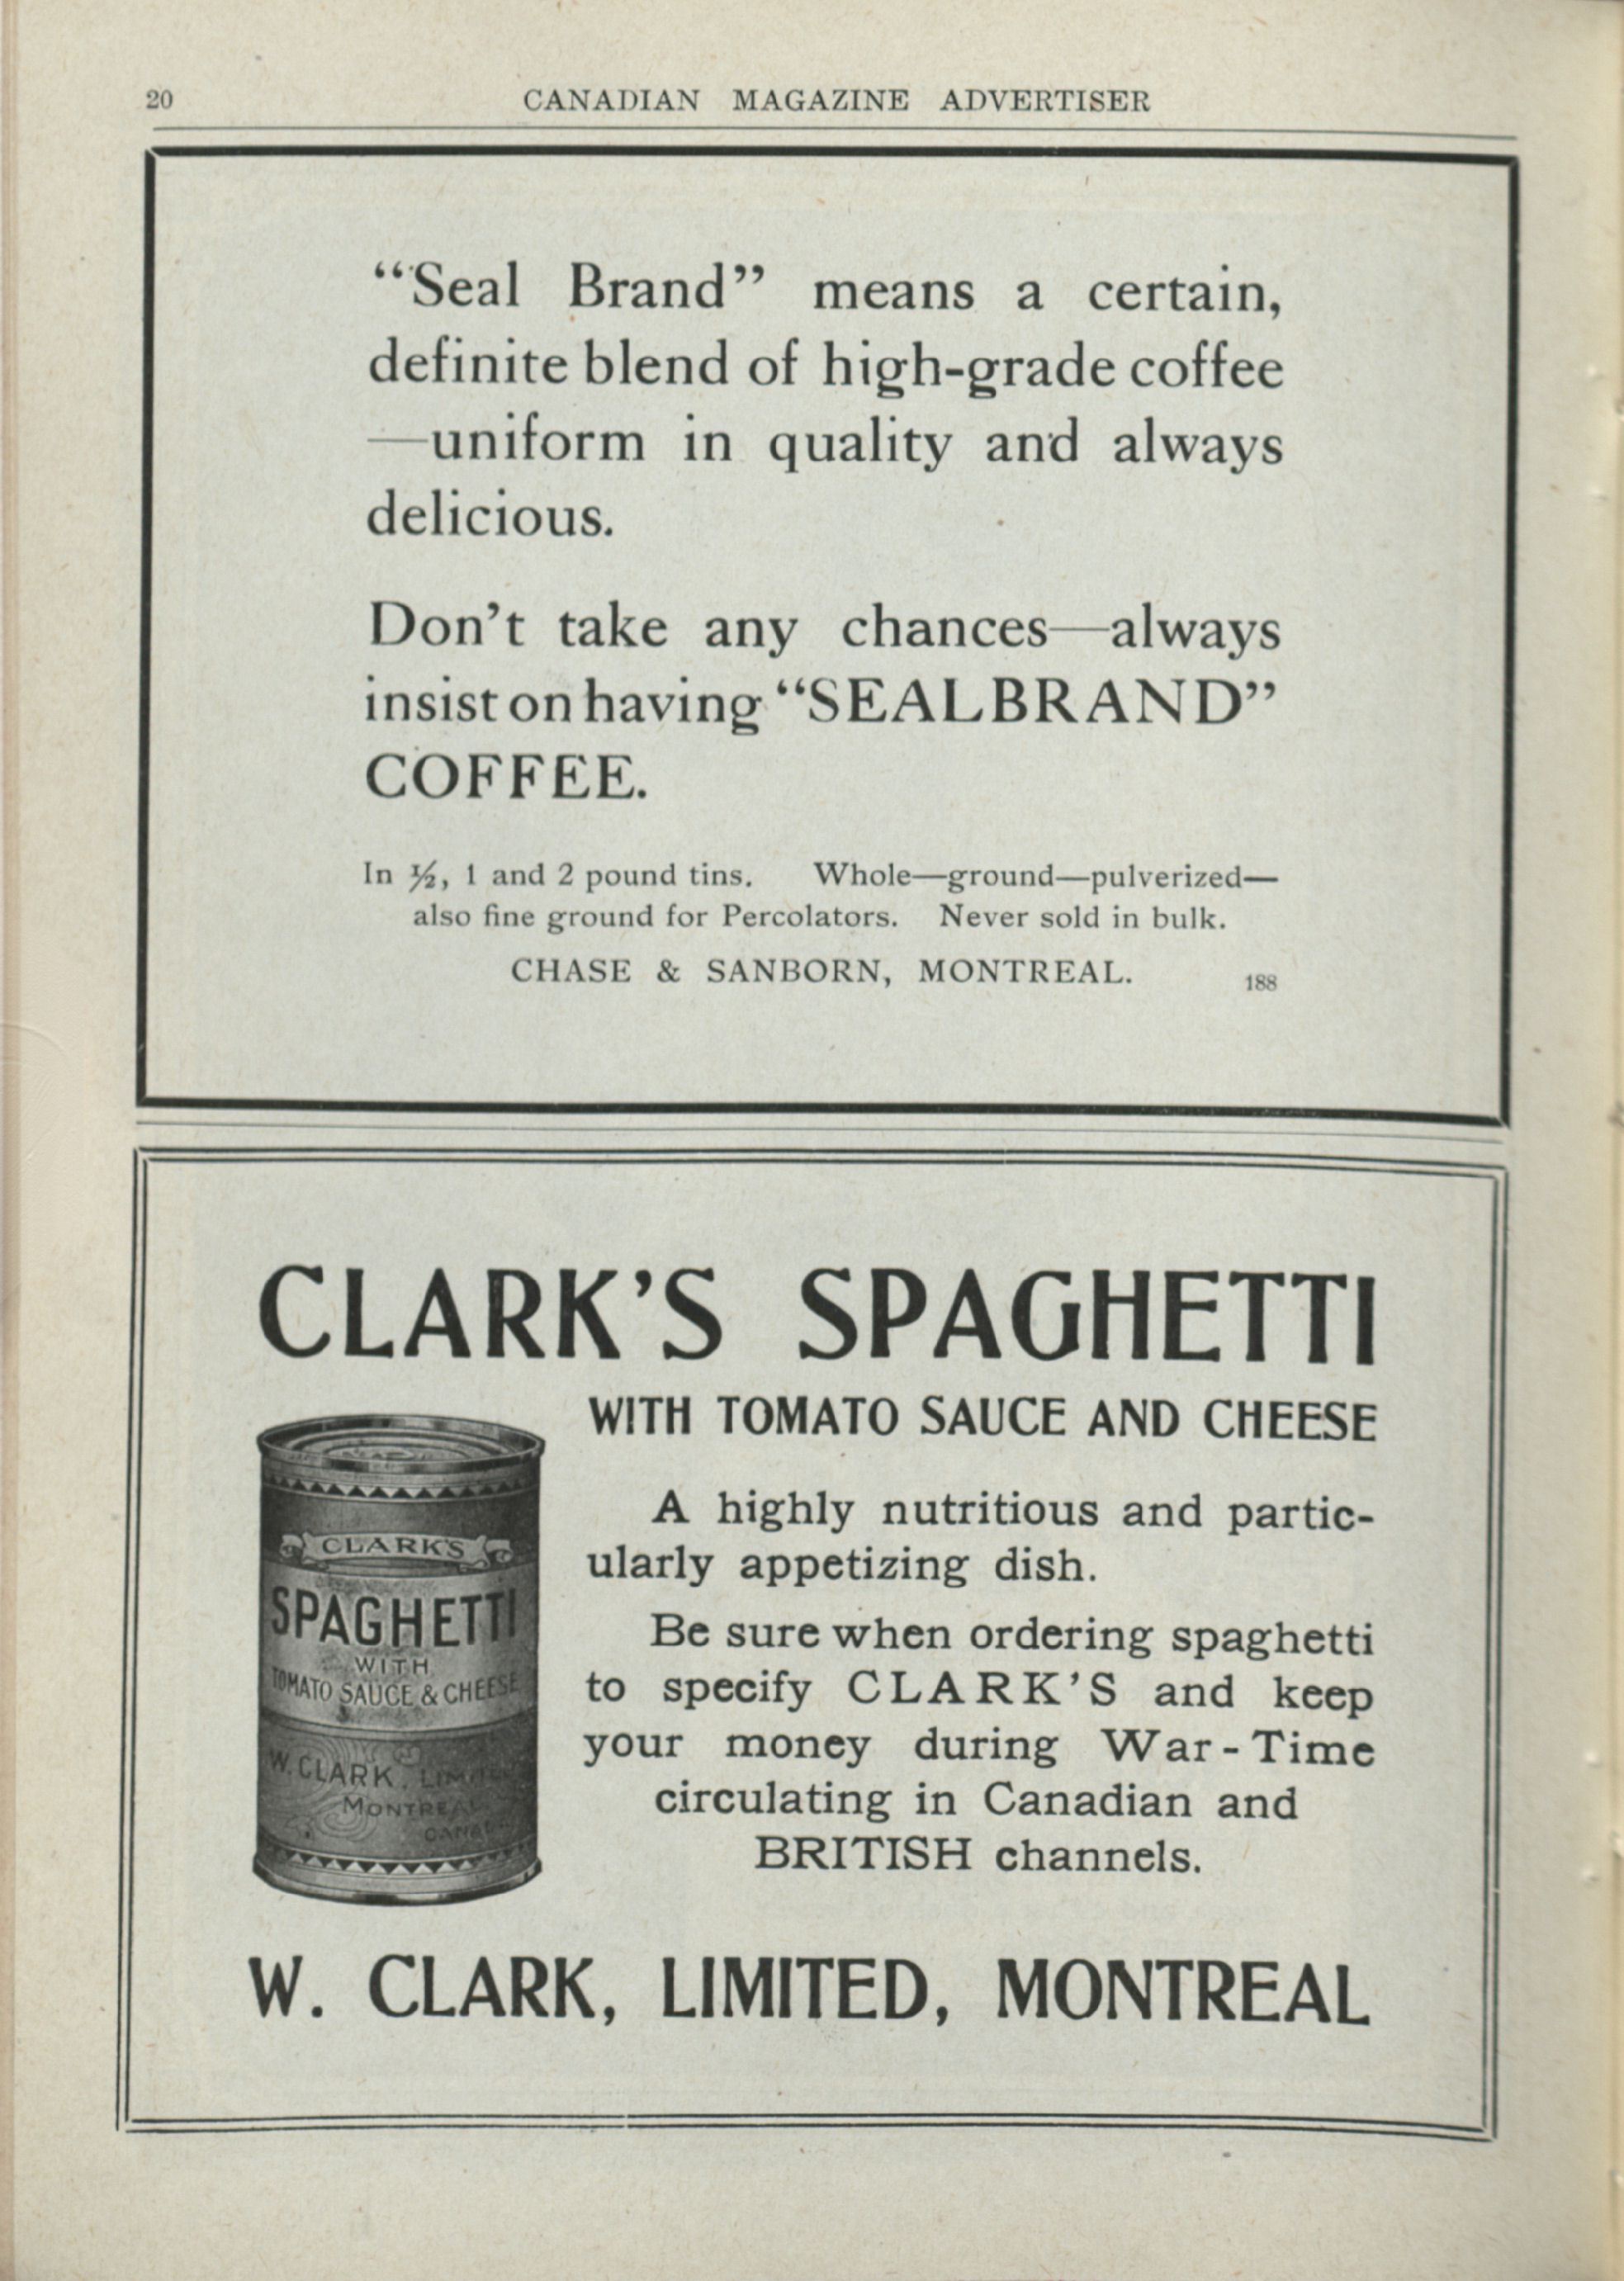 20
CANADIAN MAGAZINE ADVERTISER
“Seal Brand” means a certain,
definite blend of high-grade coffee
—uniform in quality and always
delicious.
Don’t take any chances—always
insist on having “SEAL BRAND”
COFFEE.
In ½, 1 and 2 pound tins. Whole—ground—pulverized—
also fine ground for Percolators. Never sold in bulk.
CHASE & SANBORN, MONTREAL.
188
CLARK’S SPAGHETTI
WITH TOMATO SAUCE AND CHEESE
A highly nutritious and partic-
ularly appetizing dish.
Be sure when ordering spaghetti
to specify CLARK’S and keep
your money during War-Time
circulating in Canadian and
BRITISH channels.
CLARK’S
SPAGHETTI
WITH
TOMATO SAUCE & CHEESE
W. CLARK, LIMITED
MONTREAL
CANADA
W. CLARK, LIMITED, MONTREAL